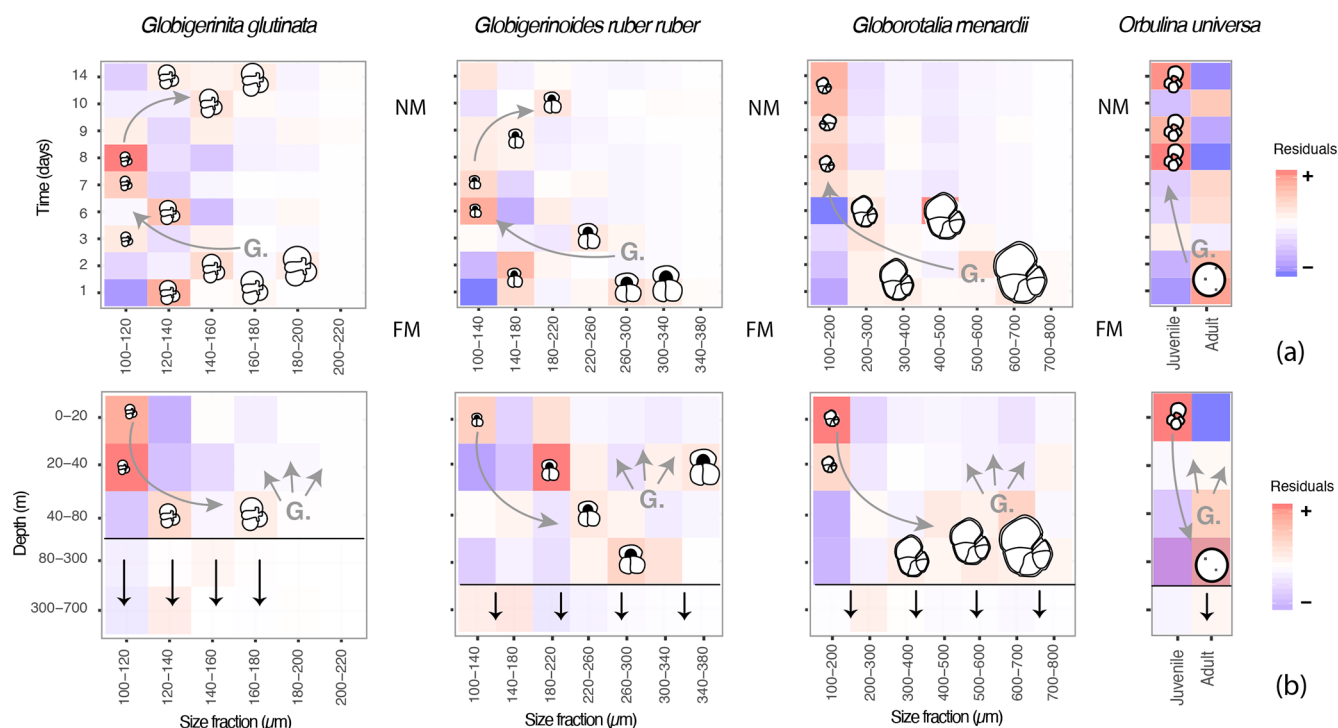 Globigerinita glutinata
Globigerinoides ruber ruber
Globorotalia menardii
Orbulina universa
Time (days)
14
10
9
8
7
6
3
2
1
G.
100–120
120–140
140–160
160–180
180–200
200–220
NM
FM
G.
100–140
140–180
180–220
220–260
260–300
300–340
340–380
NM
FM
G.
100–200
200–300
300–400
400–500
500–600
600–700
700–800
NM
FM
G.
Juvenile
Adult
Residuals
+
–
(a)
Depth (m)
0–20
20–40
40–80
80–300
300–700
G.
100–120
120–140
140–160
160–180
180–200
200–220
Size fraction (µm)
G.
100–140
140–180
180–220
220–260
260–300
300–340
340–380
Size fraction (µm)
G.
100–200
200–300
300–400
400–500
500–600
600–700
700–800
Size fraction (µm)
G.
Juvenile
Adult
Residuals
+
–
(b)